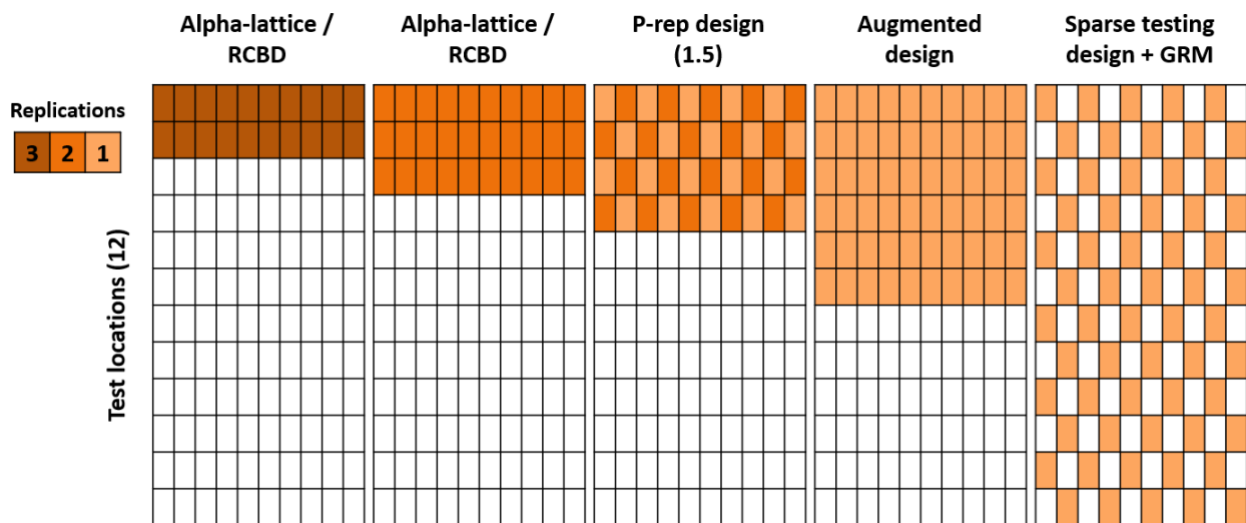 Alpha-lattice /
RCBD
Alpha-lattice /
RCBD
P-rep design
(1.5)
Augmented
design
Sparse testing
design + GRM
Replications
3 2 1
Test locations (12)